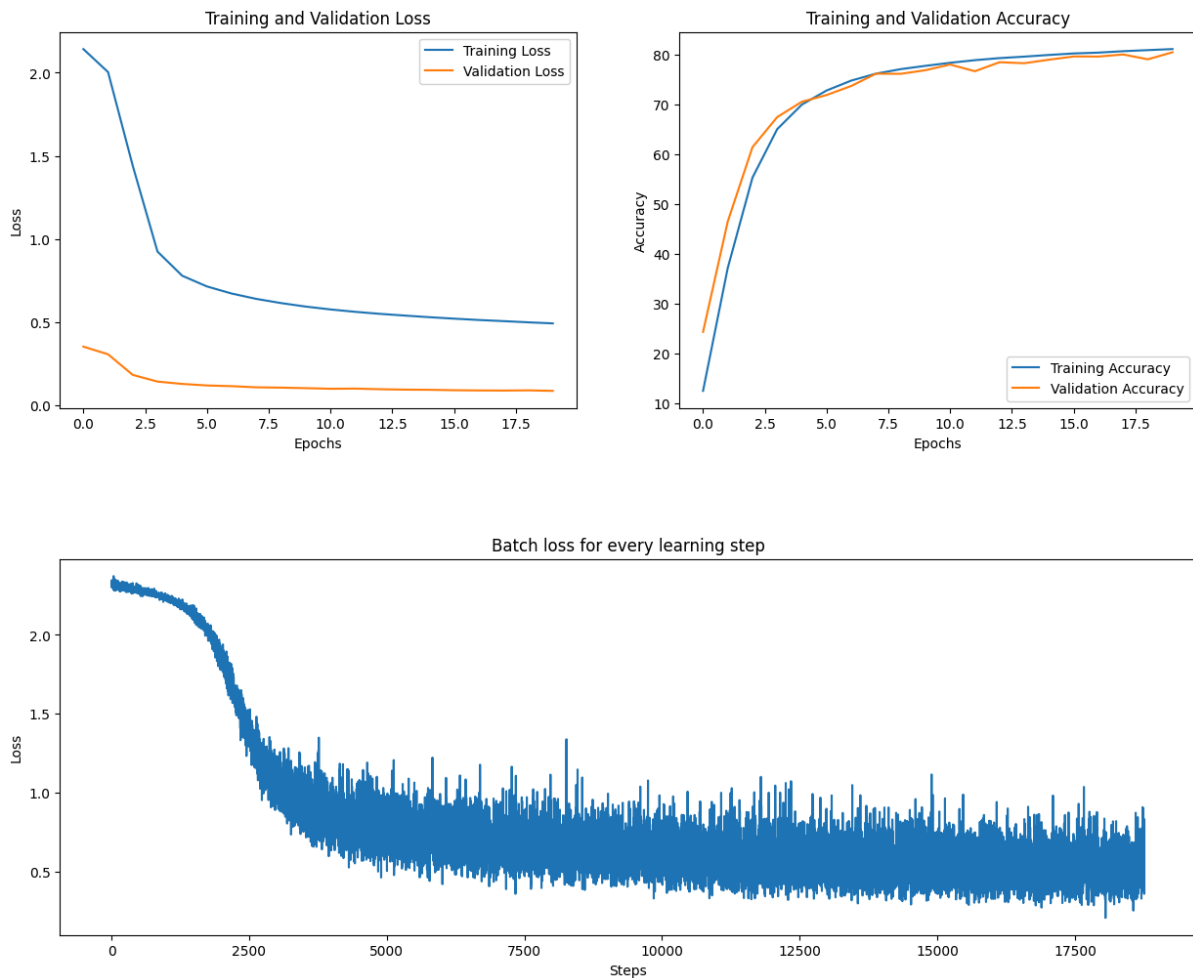 Training and Validation Loss
Training Loss
Validation Loss
2.0
1.5
1.0
0.5
0.0
Loss
0.0 2.5 5.0 7.5 10.0 12.5 15.0 17.5
Epochs
Training and Validation Accuracy
80
70
60
50
40
30
20
10
Accuracy
Training Accuracy
Validation Accuracy
0.0 2.5 5.0 7.5 10.0 12.5 15.0 17.5
Epochs
Batch loss for every learning step
2.0
1.5
1.0
0.5
Loss
0 2500 5000 7500 10000 12500 15000 17500
Steps